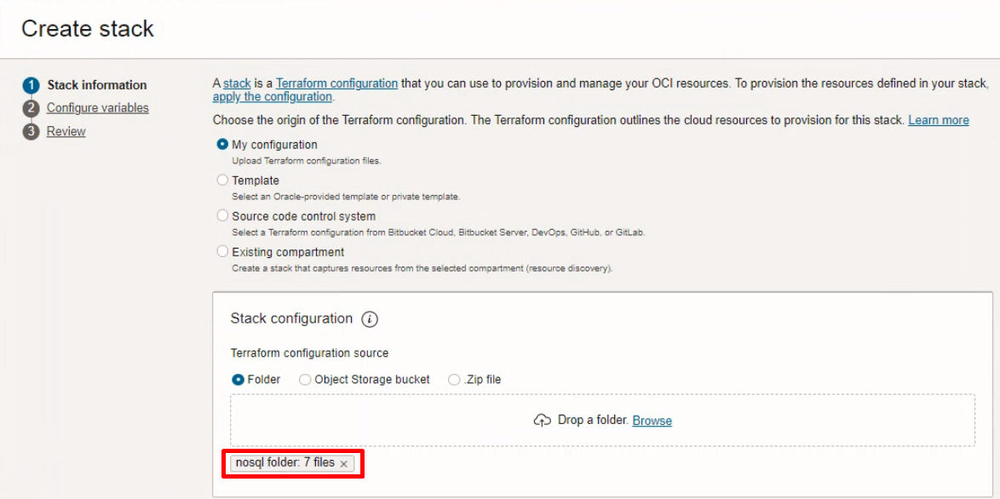 Create stack
1 Stack information
2 Configure variables
3 Review
A stack is a Terraform configuration that you can use to provision and manage your OCI resources. To provision the resources defined in your stack,
apply the configuration.
Choose the origin of the Terraform configuration. The Terraform configuration outlines the cloud resources to provision for this stack. Learn more
My configuration
Upload Terraform configuration files.
Template
Select an Oracle-provided template or private template.
Source code control system
Select a Terraform configuration from Bitbucket Cloud, Bitbucket Server, DevOps, GitHub, or GitLab.
Existing compartment
Create a stack that captures resources from the selected compartment (resource discovery).
Stack configuration i
Terraform configuration source
Folder Object Storage bucket .Zip file
Drop a folder. Browse
nosql folder: 7 files ×